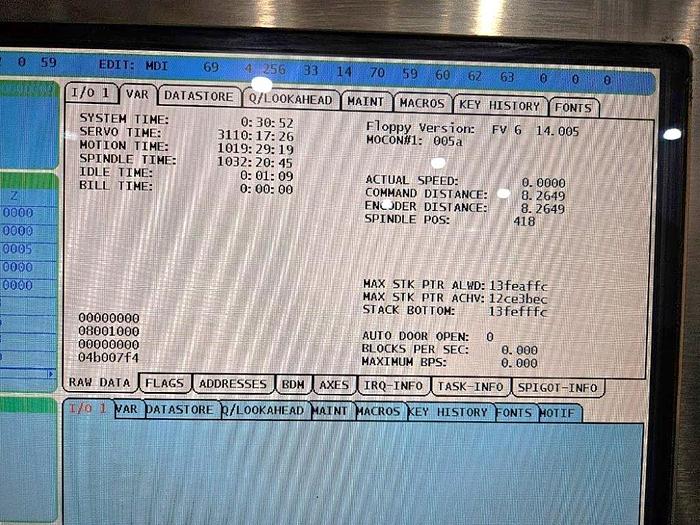 0 59 EDIT: MDI 69 4 256 33 14 70 59 60 62 63 0 0 0
I/O 1 VAR DATASTORE Q/LOOKAHEAD MAINT MACROS KEY HISTORY FONTS
SYSTEM TIME: 0:30:52
SERVO TIME: 3110:17:26
MOTION TIME: 1019:29:19
SPINDLE TIME: 1032:20:45
IDLE TIME: 0:01:09
BILL TIME: 0:00:00
Floppy Version: FV 6 14.005
MOCON#1: 005a
ACTUAL SPEED: 0.0000
COMMAND DISTANCE: 8.2649
ENCODER DISTANCE: 8.2649
SPINDLE POS: 418
MAX STK PTR ALWD: 13feaffc
MAX STK PTR ACHV: 12ce3bec
STACK BOTTOM: 13fefffc
AUTO DOOR OPEN: 0
BLOCKS PER SEC: 0.000
MAXIMUM BPS: 0.000
00000000
08001000
00000000
04b007f4
Z
0000
0000
0005
0000
0000
RAW DATA FLAGS ADDRESSES BDM AXES IRQ-INFO TASK-INFO SPIGOT-INFO
I/O 1 VAR DATASTORE Q/LOOKAHEAD MAINT MACROS KEY HISTORY FONTS MOTIF